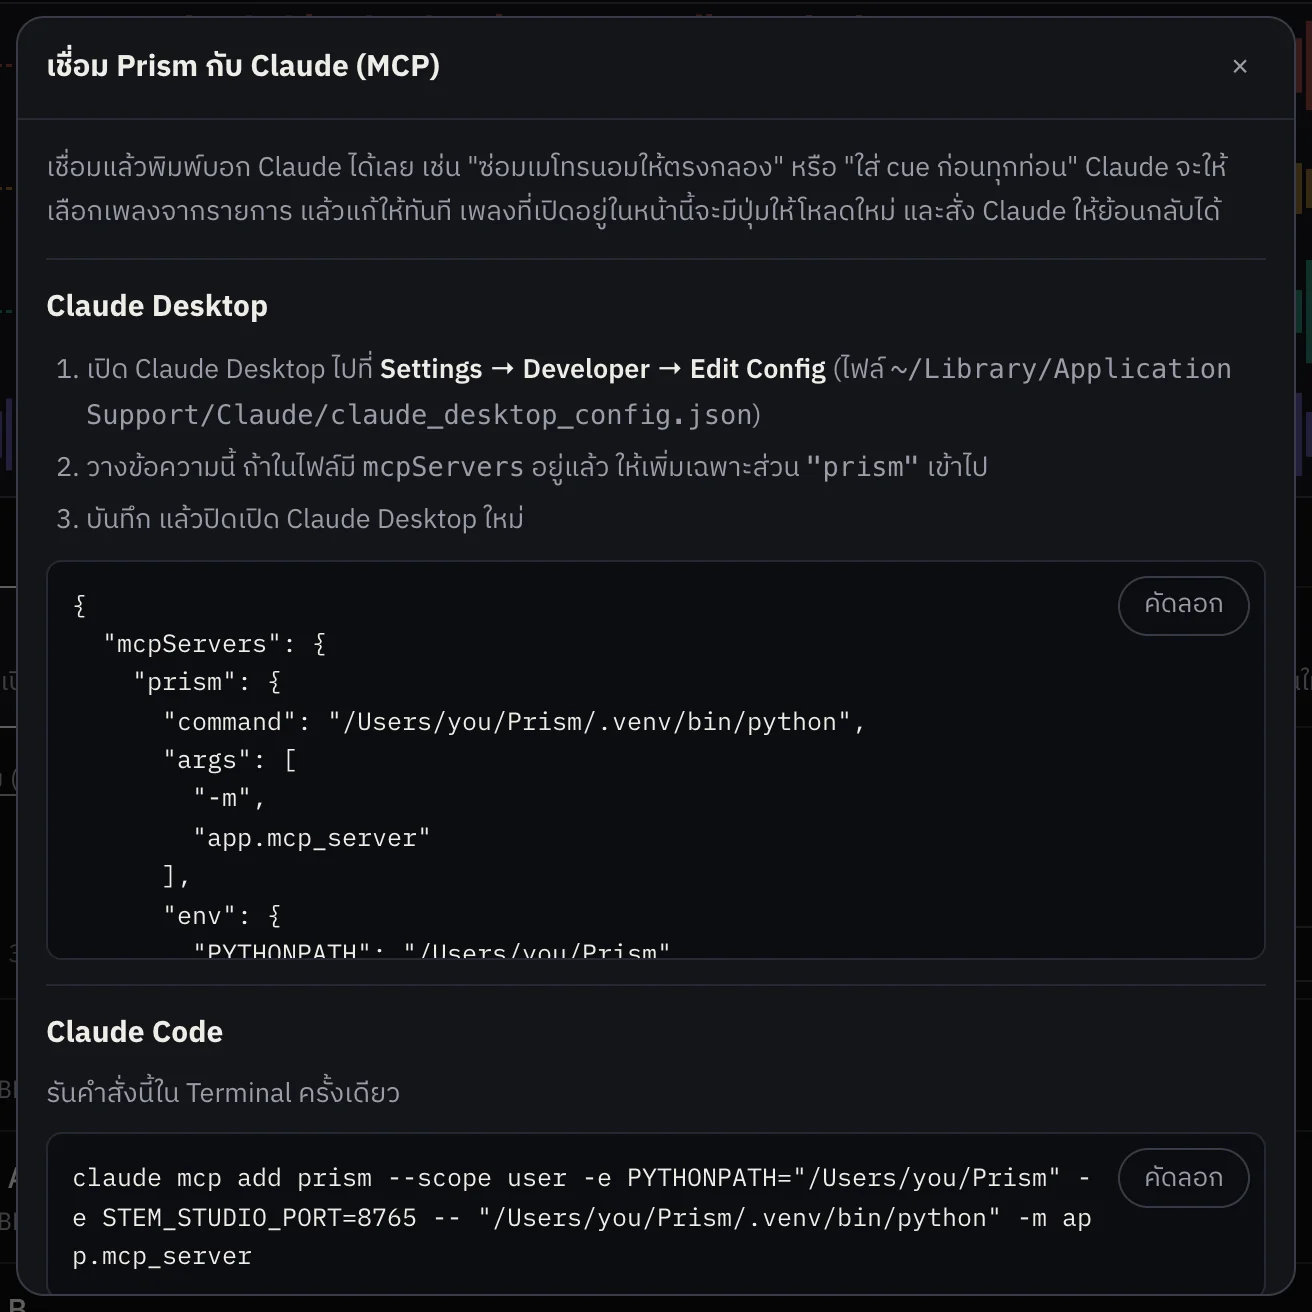 เชื่อม Prism กับ Claude (MCP)
×
เชื่อมแล้วพิมพ์บอก Claude ได้เลย เช่น "ซ่อมเมโทรนอมให้ตรงกลอง" หรือ "ใส่ cue ก่อนทุกท่อน" Claude จะให้
เลือกเพลงจากรายการ แล้วแก้ให้ทันที เพลงที่เปิดอยู่ในหน้านี้จะมีปุ่มให้โหลดใหม่ และสั่ง Claude ให้ย้อนกลับได้
Claude Desktop
1. เปิด Claude Desktop ไปที่ Settings → Developer → Edit Config (ไฟล์ ~/Library/Application
Support/Claude/claude_desktop_config.json)
2. วางข้อความนี้ ถ้าในไฟล์มี mcpServers อยู่แล้ว ให้เพิ่มเฉพาะส่วน "prism" เข้าไป
3. บันทึก แล้วปิดเปิด Claude Desktop ใหม่
คัดลอก
{
"mcpServers": {
"prism": {
"command": "/Users/you/Prism/.venv/bin/python",
"args": [
"-m",
"app.mcp_server"
],
"env": {
"PYTHONPATH": "/Users/you/Prism"
Claude Code
รันคำสั่งนี้ใน Terminal ครั้งเดียว
คัดลอก
claude mcp add prism --scope user -e PYTHONPATH="/Users/you/Prism" -
e STEM_STUDIO_PORT=8765 -- "/Users/you/Prism/.venv/bin/python" -m ap
p.mcp_server